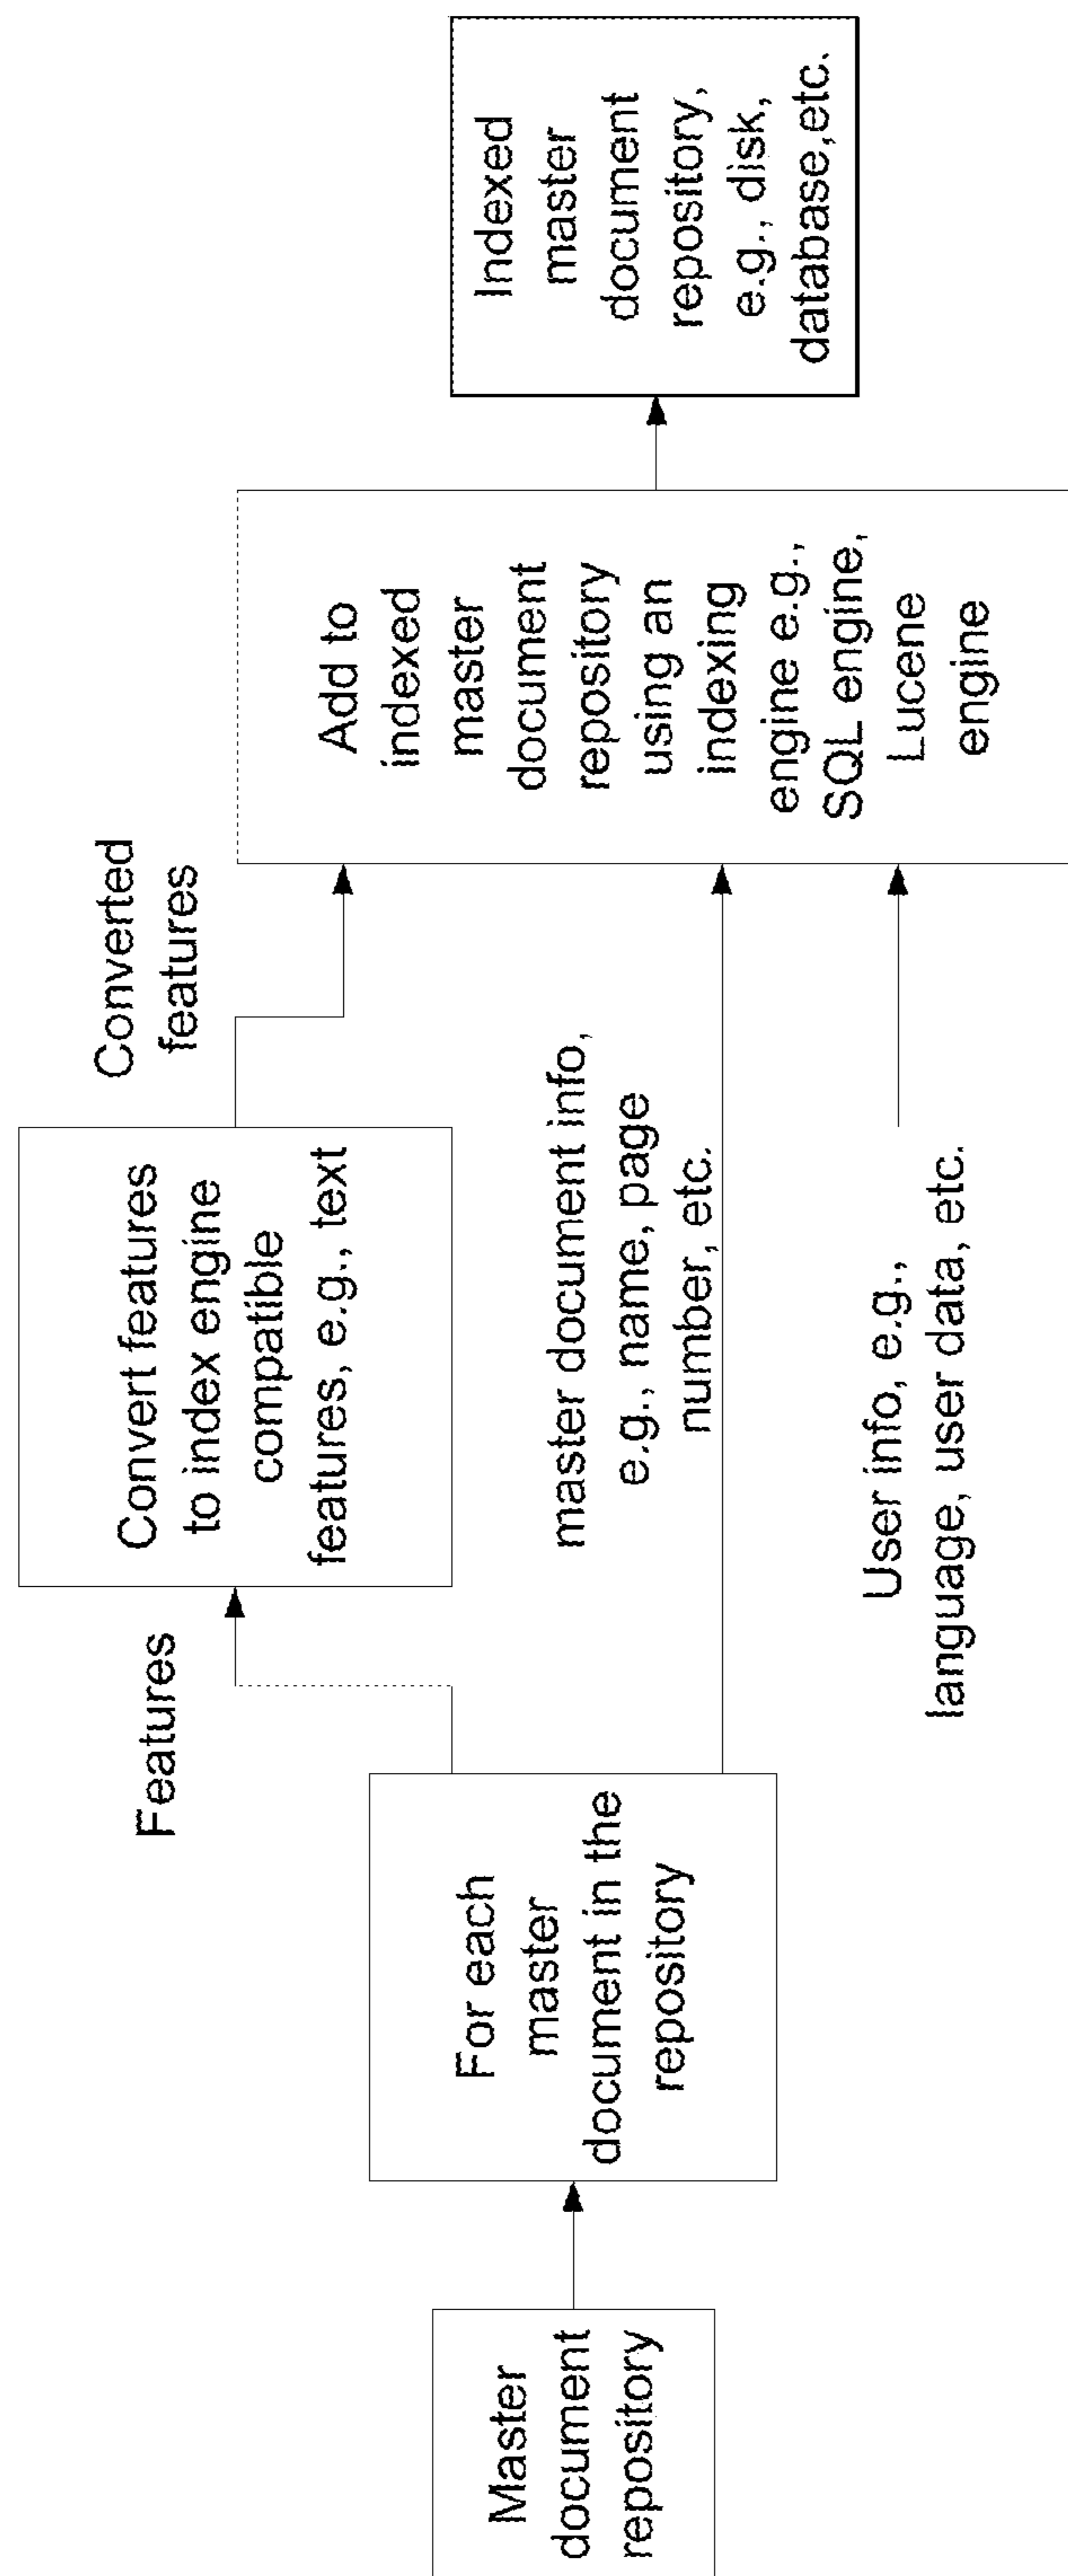 Master
document
repository
For each
master
document in the
repository
Features
Convert features
to index engine
compatible
features, e.g., text
Converted
features
master document info,
e.g., name, page
number, etc.
User info, e.g.,
language, user data, etc.
Add to
indexed
master
document
repository
using an
indexing
engine e.g.,
SQL engine,
Lucene
engine
Indexed
master
document
repository,
e.g., disk,
database,etc.